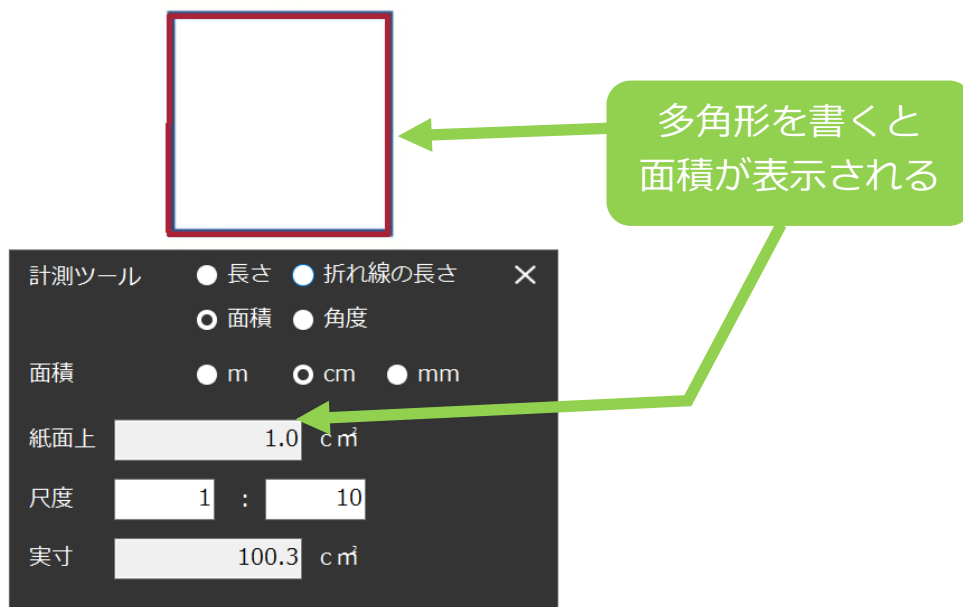 多角形を書くと
面積が表示される
計測ツール 長さ 折れ線の長さ ×
面積 角度
面積 m cm mm
紙面上 1.0 c㎡
尺度 1 : 10
実寸 100.3 c㎡